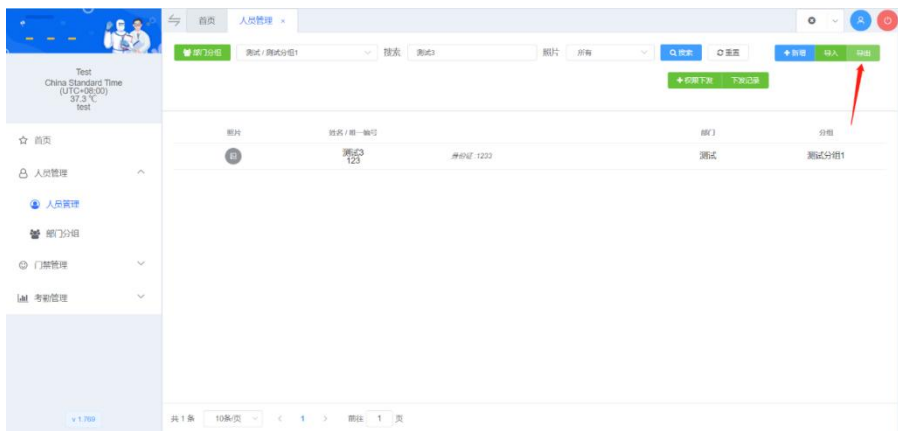 首页 人员管理 ×
部门分组 测试 / 测试分组1 搜索 测试3 照片 所有 搜索 重置 +新增 导入 导出
+权限下发 下发记录
Test
China Standard Time
(UTC+08:00)
37.3 ℃
test
首页
人员管理
人员管理
部门分组
门禁管理
考勤管理
v 1.769
照片 姓名 / 唯一编号 部门 分组
测试3 身份证 :1233 测试 测试分组1
123
共 1 条 10条/页 < 1 > 前往 1 页